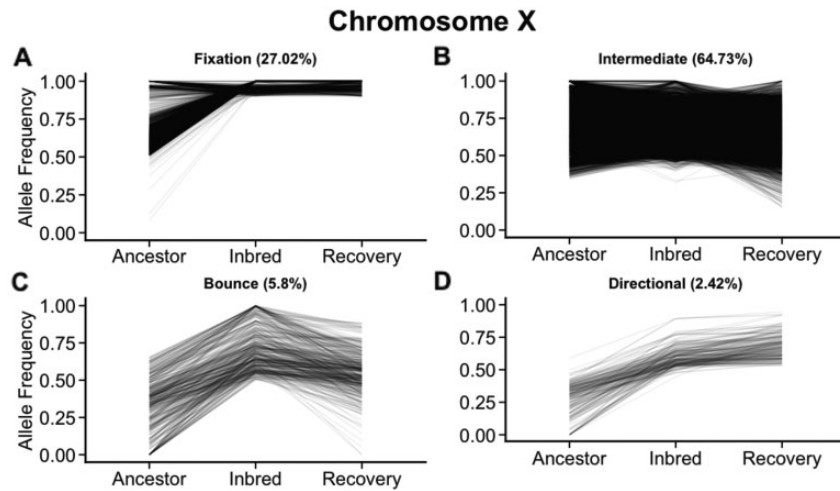 Chromosome X
A
Fixation (27.02%)
Allele Frequency
1.00
0.75
0.50
0.25
0.00
Ancestor Inbred Recovery
B
Intermediate (64.73%)
1.00
0.75
0.50
0.25
0.00
Ancestor Inbred Recovery
C
Bounce (5.8%)
Allele Frequency
1.00
0.75
0.50
0.25
0.00
Ancestor Inbred Recovery
D
Directional (2.42%)
1.00
0.75
0.50
0.25
0.00
Ancestor Inbred Recovery